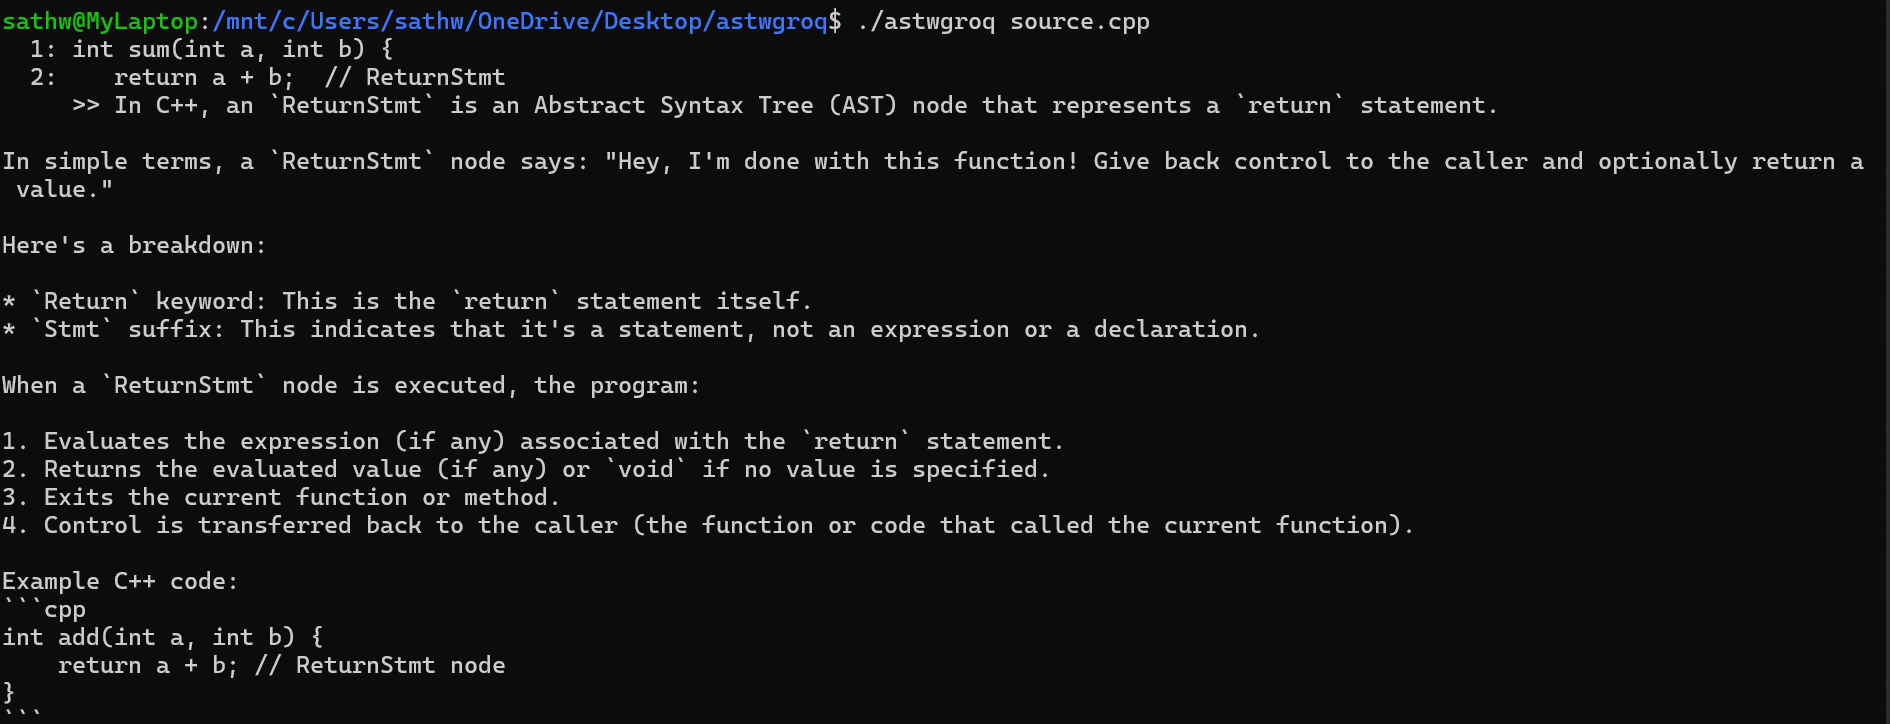 sathw@MyLaptop:/mnt/c/Users/sathw/OneDrive/Desktop/astwgroq$ ./astwgroq source.cpp
  1: int sum(int a, int b) {
  2:    return a + b;  // ReturnStmt
     >> In C++, an `ReturnStmt` is an Abstract Syntax Tree (AST) node that represents a `return` statement.

In simple terms, a `ReturnStmt` node says: "Hey, I'm done with this function! Give back control to the caller and optionally return a
 value."

Here's a breakdown:

* `Return` keyword: This is the `return` statement itself.
* `Stmt` suffix: This indicates that it's a statement, not an expression or a declaration.

When a `ReturnStmt` node is executed, the program:

1. Evaluates the expression (if any) associated with the `return` statement.
2. Returns the evaluated value (if any) or `void` if no value is specified.
3. Exits the current function or method.
4. Control is transferred back to the caller (the function or code that called the current function).

Example C++ code:
```cpp
int add(int a, int b) {
    return a + b; // ReturnStmt node
}
```